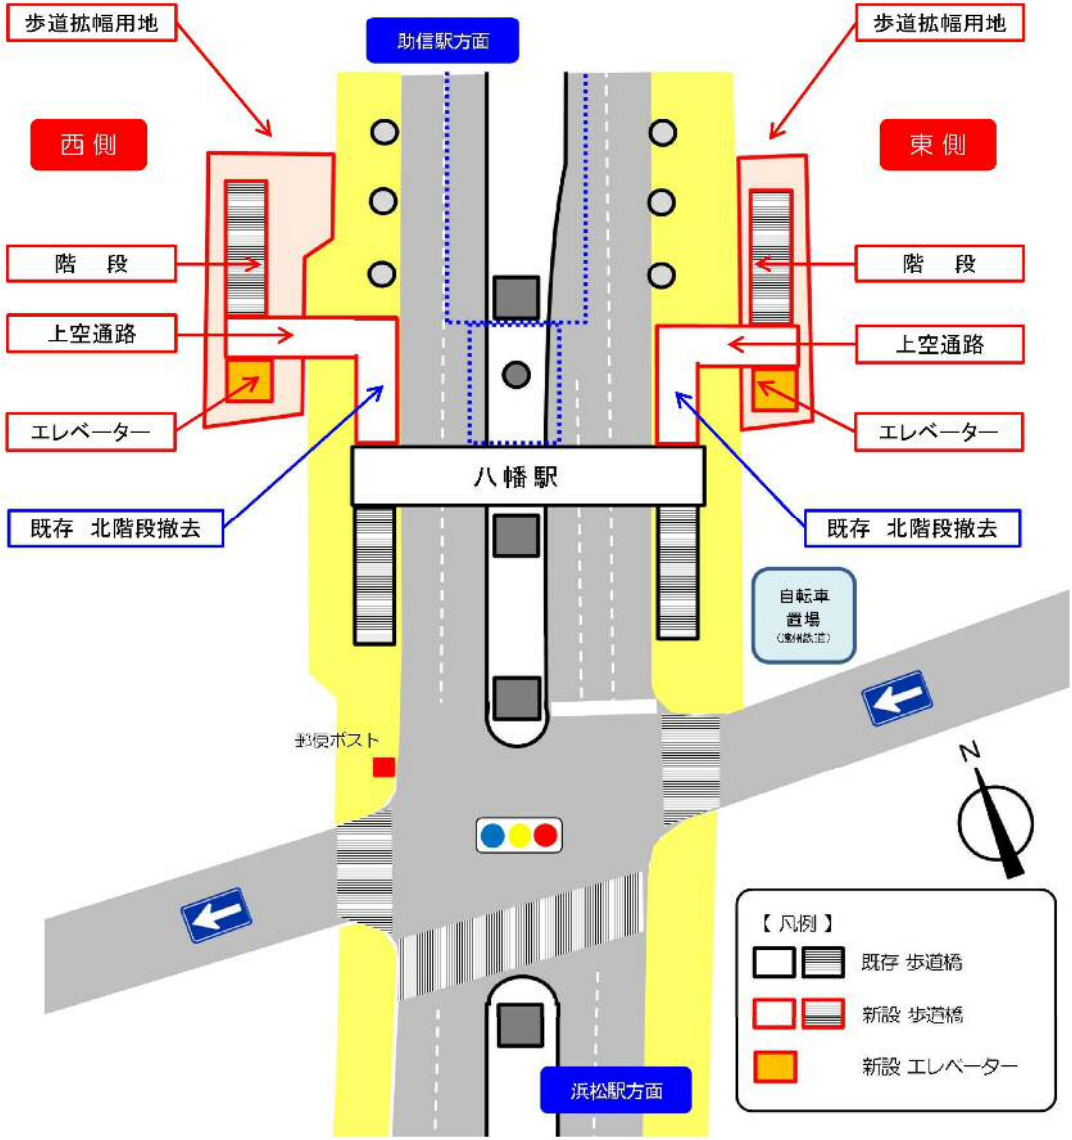 歩道拡幅用地
助信駅方面
歩道拡幅用地
西側
東側
階 段
階 段
上空通路
上空通路
エレベーター
エレベーター
八幡駅
既存 北階段撤去
既存 北階段撤去
自転車
置場
(遠州鉄道)
郵便ポスト
N
【 凡例 】
既存 歩道橋
新設 歩道橋
新設 エレベーター
浜松駅方面